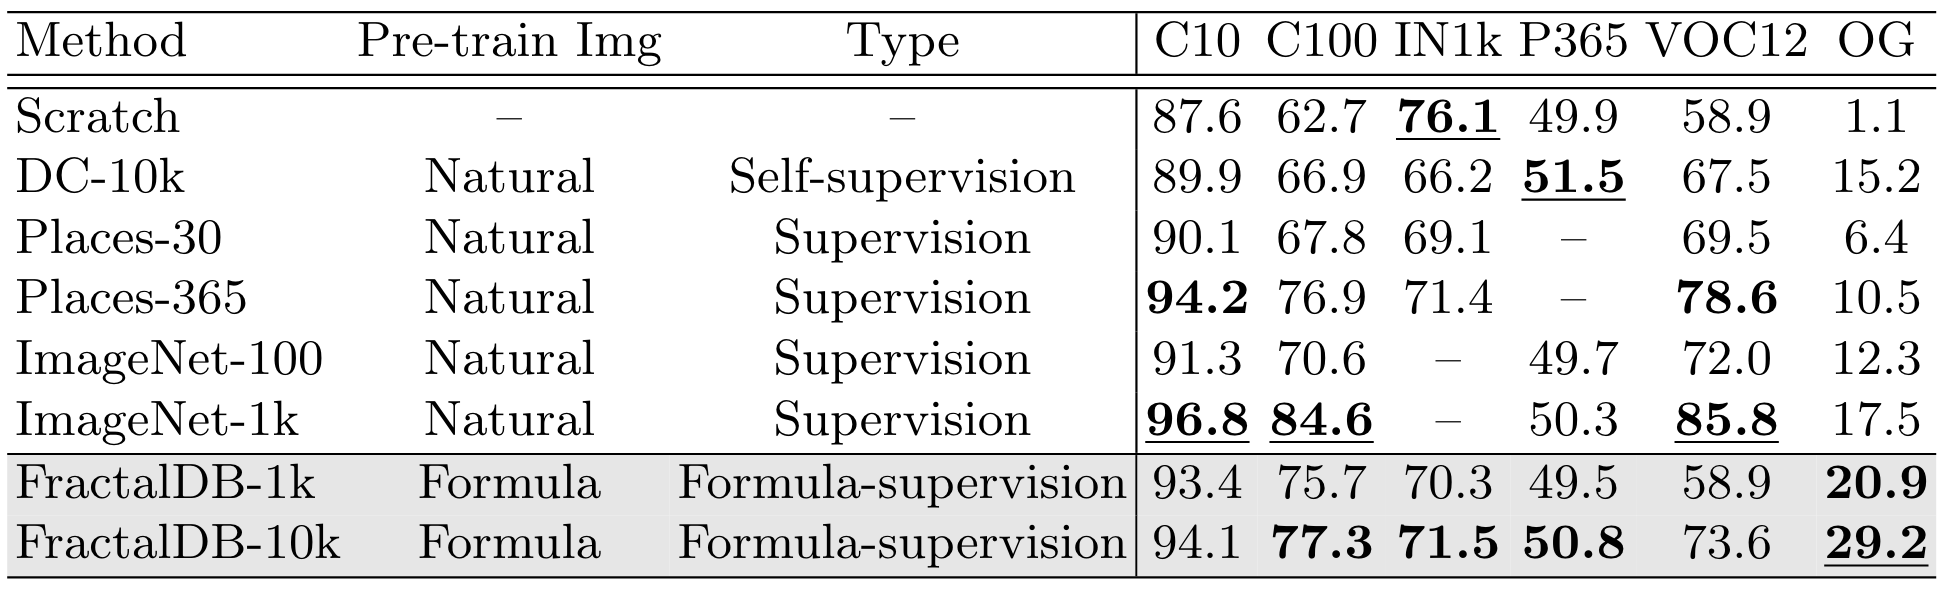 Method Pre-train Img Type C10 C100 IN1k P365 VOC12 OG
Scratch – – 87.6 62.7 76.1 49.9 58.9 1.1
DC-10k Natural Self-supervision 89.9 66.9 66.2 51.5 67.5 15.2
Places-30 Natural Supervision 90.1 67.8 69.1 – 69.5 6.4
Places-365 Natural Supervision 94.2 76.9 71.4 – 78.6 10.5
ImageNet-100 Natural Supervision 91.3 70.6 – 49.7 72.0 12.3
ImageNet-1k Natural Supervision 96.8 84.6 – 50.3 85.8 17.5
FractalDB-1k Formula Formula-supervision 93.4 75.7 70.3 49.5 58.9 20.9
FractalDB-10k Formula Formula-supervision 94.1 77.3 71.5 50.8 73.6 29.2